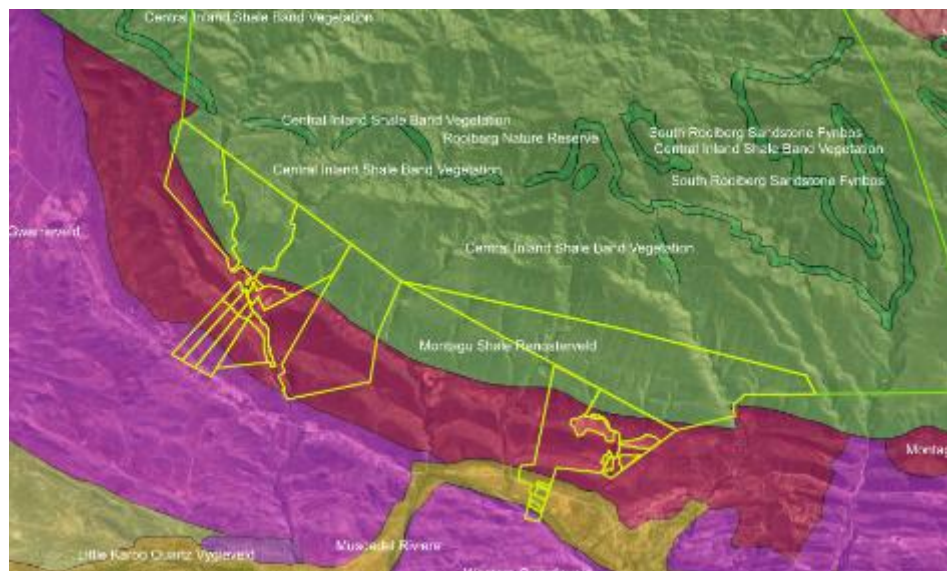 Central Inland Shale Band Vegetation
Central Inland Shale Band Vegetation
Rooiberg Nature Reserve
South Rooiberg Sandstone Fynbos
Central Inland Shale Band Vegetation
Central Inland Shale Band Vegetation
South Rooiberg Sandstone Fynbos
Central Inland Shale Band Vegetation
Montagu Shale Renosterveld
Little Karoo Quartz Vygieveld
Muscadel Riviere